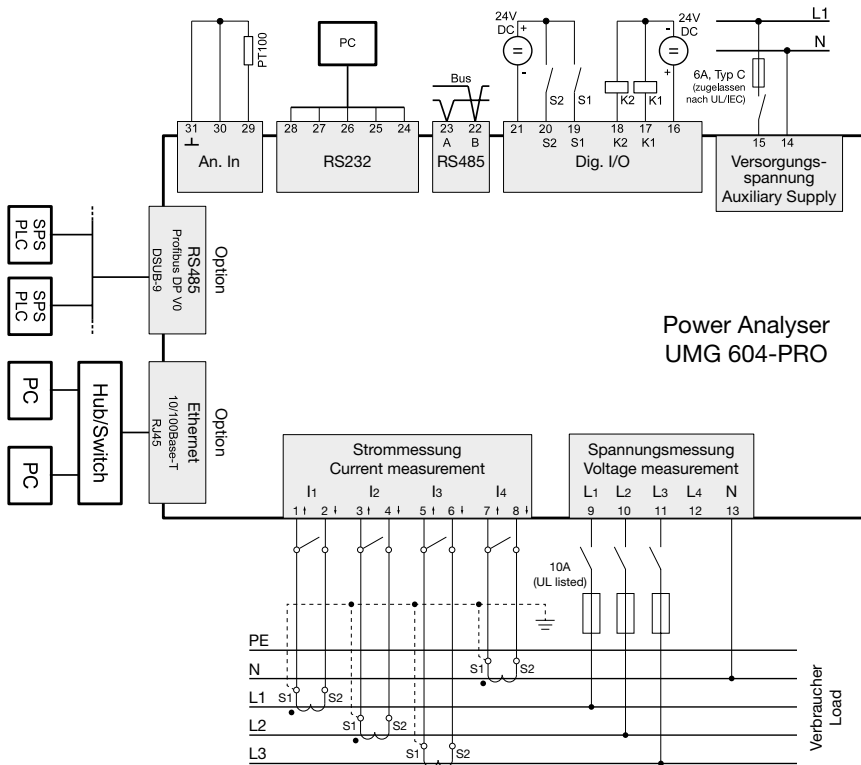 24V
DC
+
-
24V
DC
-
+
L1
N
PT100
PC
Bus
S2
S1
K2
K1
6A, Typ C
(zugelassen
nach UL/IEC)
31
30
29
28
27
26
25
24
23
22
21
20
19
18
17
16
15
14
A
B
S2
S1
K2
K1
An. In
RS232
RS485
Dig. I/O
Versorgungs-
spannung
Auxiliary Supply
SPS
PLC
SPS
PLC
RS485
Profibus DP V0
DSUB-9
Option
Power Analyser
UMG 604-PRO
PC
PC
Hub/Switch
Ethernet
10/100Base-T
RJ45
Option
Strommessung
Current measurement
I1
I2
I3
I4
1
2
3
4
5
6
7
8
Spannungsmessung
Voltage measurement
L1
L2
L3
L4
N
9
10
11
12
13
10A
(UL listed)
PE
N
S1
S2
L1
S1
S2
L2
S1
S2
L3
S1
S2
Verbraucher
Load